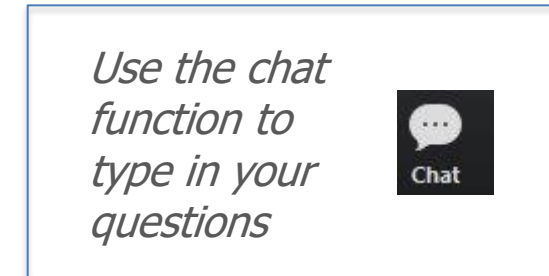 Use the chat
function to
type in your
questions
Chat